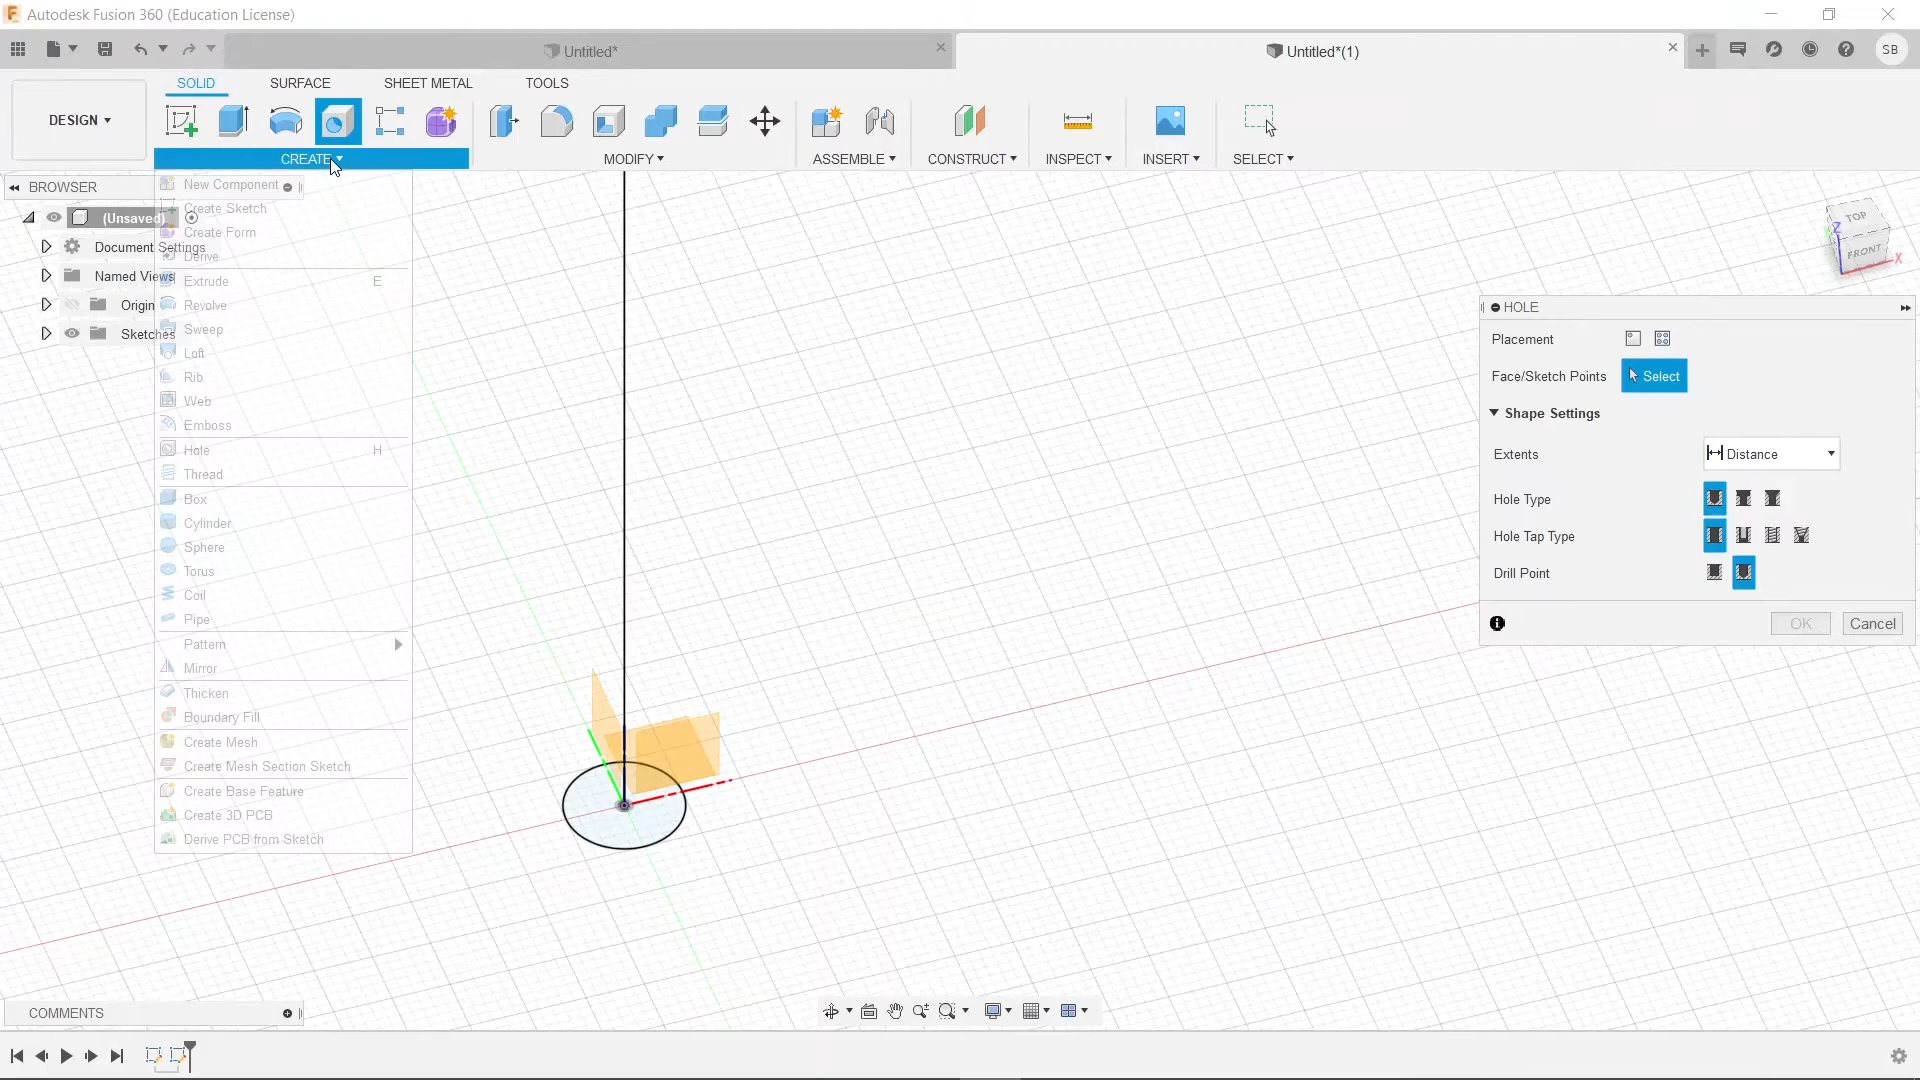 Autodesk Fusion 360 (Education License)
Untitled*
Untitled*(1)
SB
DESIGN
SOLID
SURFACE
SHEET METAL
TOOLS
CREATE
MODIFY
ASSEMBLE
CONSTRUCT
INSPECT
INSERT
SELECT
BROWSER
(Unsaved)
Document Settings
Named Views
Origin
Sketches
New Component
Create Sketch
Create Form
Derive
Extrude E
Revolve
Sweep
Loft
Rib
Web
Emboss
Hole H
Thread
Box
Cylinder
Sphere
Torus
Coil
Pipe
Pattern
Mirror
Thicken
Boundary Fill
Create Mesh
Create Mesh Section Sketch
Create Base Feature
Create 3D PCB
Derive PCB from Sketch
TOP
Z
FRONT
X
HOLE
Placement
Face/Sketch Points Select
Shape Settings
Extents Distance
Hole Type
Hole Tap Type
Drill Point
OK Cancel
COMMENTS